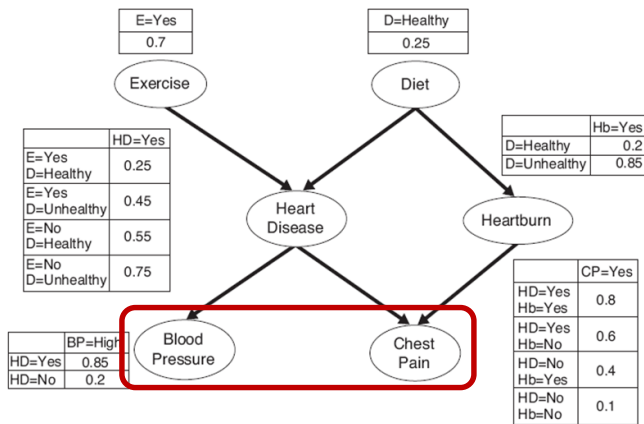 E=Yes
0.7
D=Healthy
0.25
Exercise
Diet
HD=Yes
E=Yes
D=Healthy
0.25
E=Yes
D=Unhealthy
0.45
E=No
D=Healthy
0.55
E=No
D=Unhealthy
0.75
Hb=Yes
D=Healthy 0.2
D=Unhealthy 0.85
Heart
Disease
Heartburn
CP=Yes
HD=Yes
Hb=Yes
0.8
HD=Yes
Hb=No
0.6
HD=No
Hb=Yes
0.4
HD=No
Hb=No
0.1
BP=High
HD=Yes 0.85
HD=No 0.2
Blood
Pressure
Chest
Pain